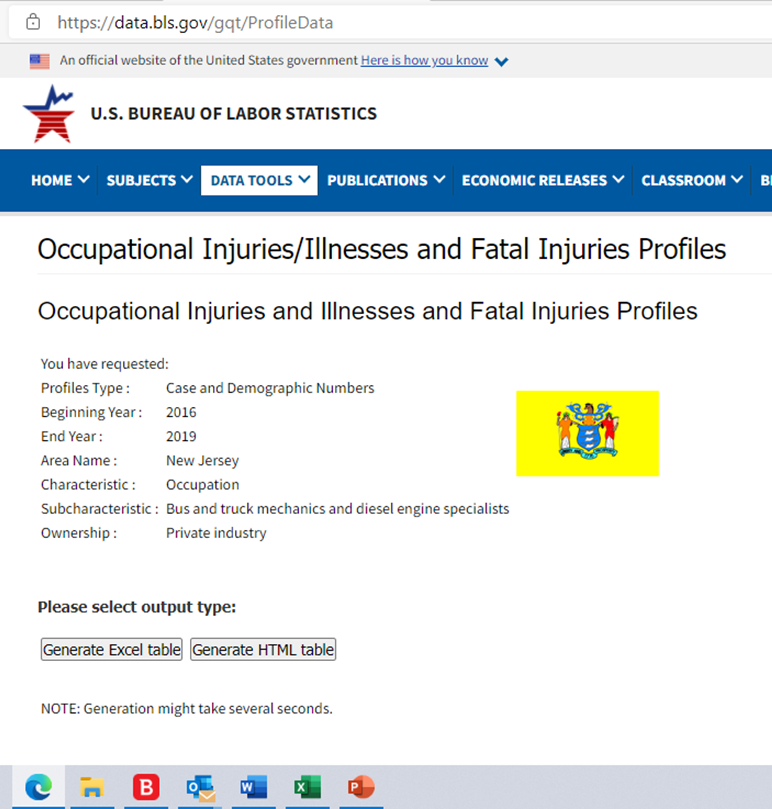 https://data.bls.gov/gqt/ProfileData
An official website of the United States government Here is how you know
U.S. BUREAU OF LABOR STATISTICS
HOME SUBJECTS DATA TOOLS PUBLICATIONS ECONOMIC RELEASES CLASSROOM
Occupational Injuries/Illnesses and Fatal Injuries Profiles
Occupational Injuries and Illnesses and Fatal Injuries Profiles
You have requested:
Profiles Type : Case and Demographic Numbers
Beginning Year : 2016
End Year : 2019
Area Name : New Jersey
Characteristic : Occupation
Subcharacteristic : Bus and truck mechanics and diesel engine specialists
Ownership : Private industry
Please select output type:
Generate Excel table Generate HTML table
NOTE: Generation might take several seconds.